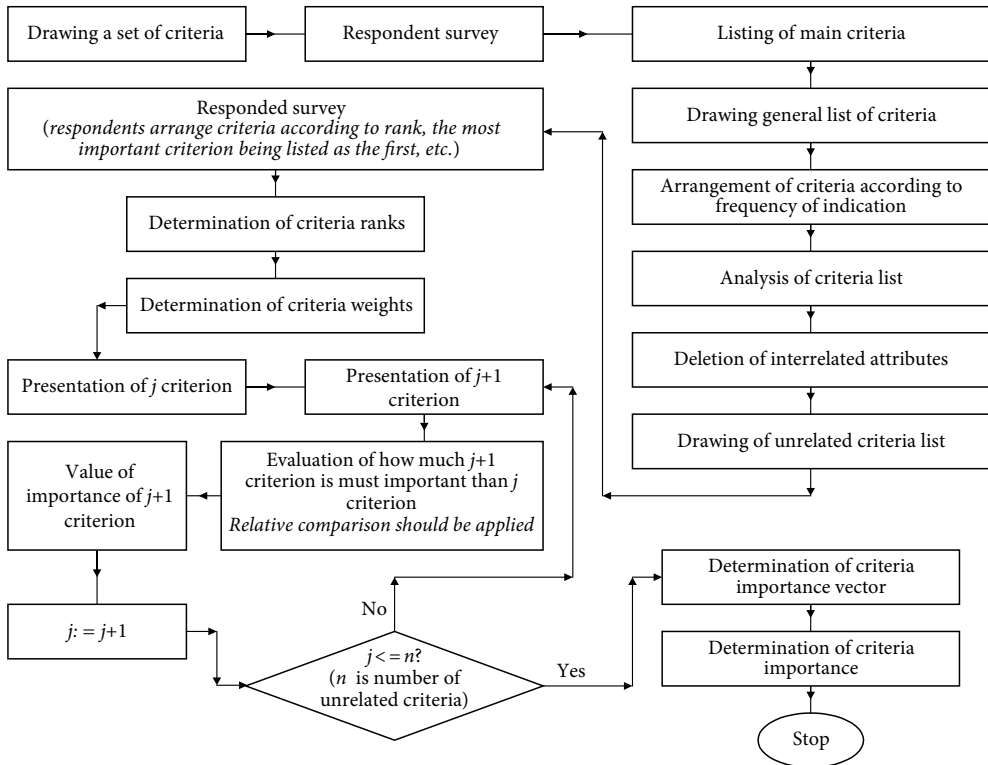 Drawing a set of criteria
Respondent survey
Listing of main criteria
Drawing general list of criteria
Arrangement of criteria according to
frequency of indication
Analysis of criteria list
Deletion of interrelated attributes
Drawing of unrelated criteria list
Responded survey
(respondents arrange criteria according to rank, the most
important criterion being listed as the first, etc.)
Determination of criteria ranks
Determination of criteria weights
Presentation of j criterion
Presentation of j+1
criterion
Evaluation of how much j+1
criterion is must important than j
criterion
Relative comparison should be applied
Value of
importance of j+1
criterion
j: = j+1
j < = n?
(n is number of
unrelated criteria)
No
Yes
Determination of criteria
importance vector
Determination of criteria
importance
Stop